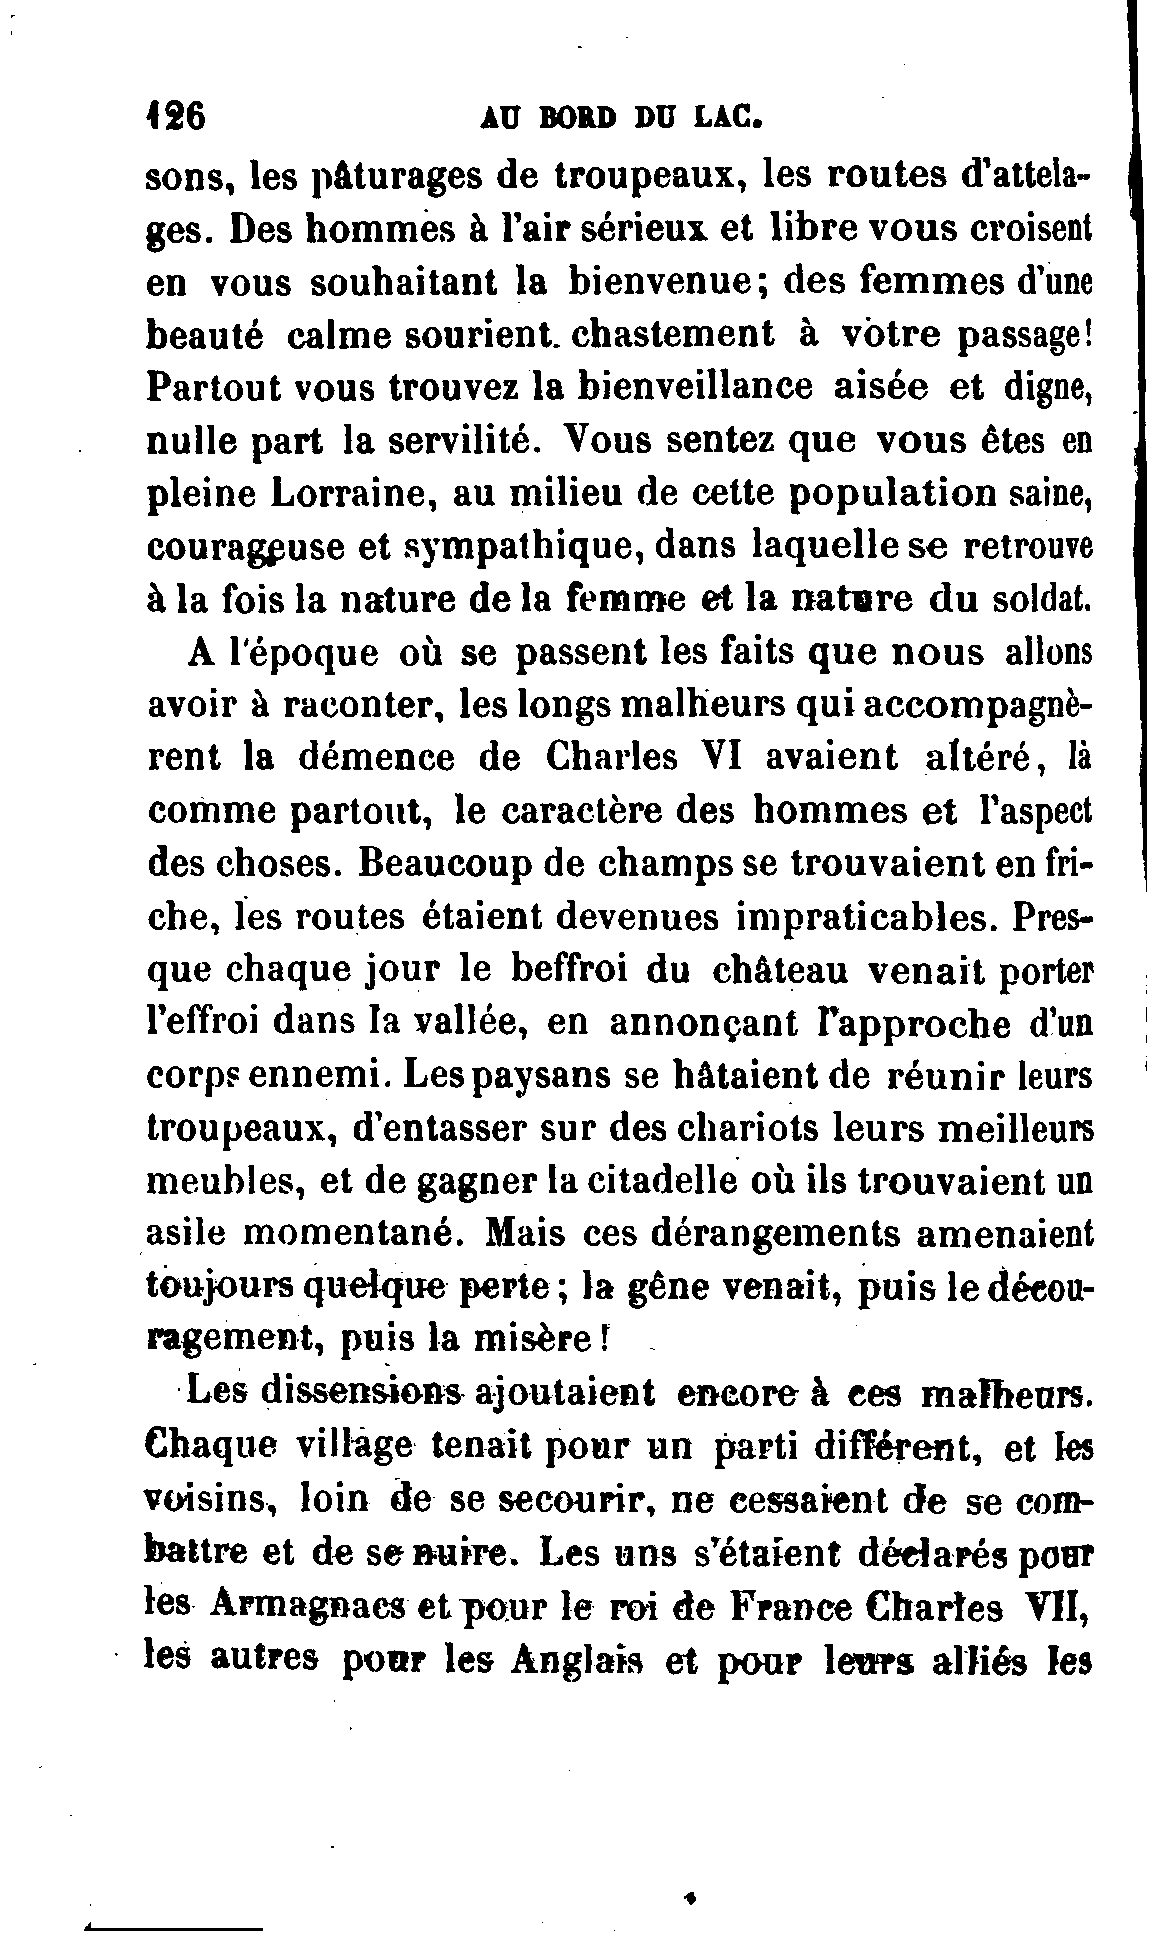 126 AU BORD DU LAC.
sons, les pâturages de troupeaux, les routes d'attela-
ges. Des hommes à l'air sérieux et libre vous croisent
en vous souhaitant la bienvenue; des femmes d'une
beauté calme sourient chastement à votre passage!
Partout vous trouvez la bienveillance aisée et digne,
nulle part la servilité. Vous sentez que vous êtes en
pleine Lorraine, au milieu de cette population saine,
courageuse et sympathique, dans laquelle se retrouve
à la fois la nature de la femme et la nature du soldat.
A l'époque où se passent les faits que nous allons
avoir à raconter, les longs malheurs qui accompagnè-
rent la démence de Charles VI avaient altéré, là
comme partout, le caractère des hommes et l'aspect
des choses. Beaucoup de champs se trouvaient en fri-
che, les routes étaient devenues impraticables. Pres-
que chaque jour le beffroi du château venait porter
l'effroi dans la vallée, en annonçant l'approche d'un
corps ennemi. Les paysans se hâtaient de réunir leurs
troupeaux, d'entasser sur des chariots leurs meilleurs
meubles, et de gagner la citadelle où ils trouvaient un
asile momentané. Mais ces dérangements amenaient
toujours quelque perte; la gêne venait, puis le décou-
ragement, puis la misère!
Les dissensions ajoutaient encore à ces malheurs.
Chaque village tenait pour un parti différent, et les
voisins, loin de se secourir, ne cessaient de se com-
battre et de se nuire. Les uns s'étaient déclarés pour
les Armagnacs et pour le roi de France Charles VII,
les autres pour les Anglais et pour leurs alliés les